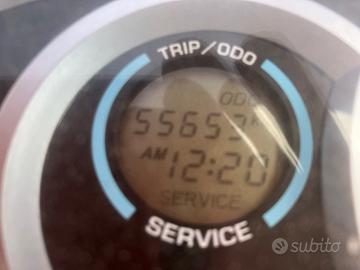 TRIP/ODO
ODO
55653 K
AM 12:20
SERVICE
SERVICE
subito